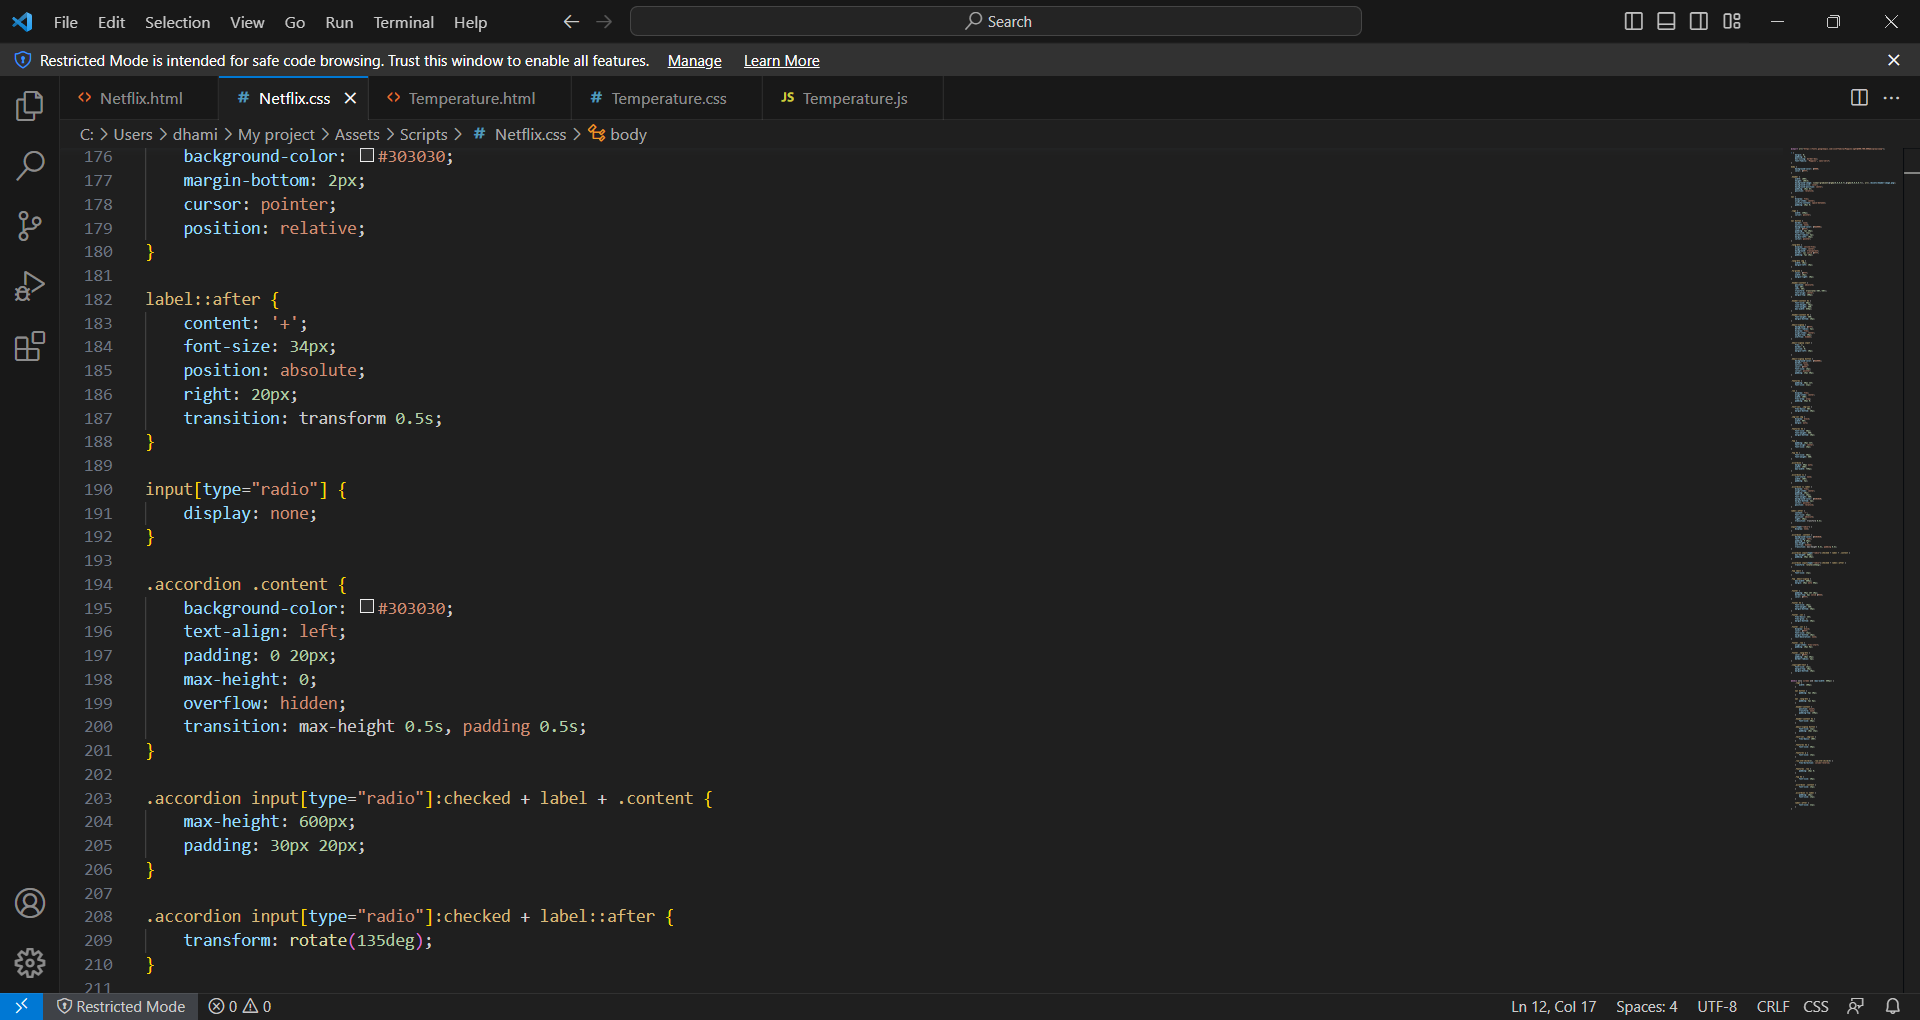 File Edit Selection View Go Run Terminal Help Search
Restricted Mode is intended for safe code browsing. Trust this window to enable all features. Manage Learn More
Netflix.html # Netflix.css Temperature.html # Temperature.css JS Temperature.js
C: > Users > dhami > My project > Assets > Scripts > # Netflix.css > body
176 background-color: #303030;
177 margin-bottom: 2px;
178 cursor: pointer;
179 position: relative;
180 }
181
182 label::after {
183 content: '+';
184 font-size: 34px;
185 position: absolute;
186 right: 20px;
187 transition: transform 0.5s;
188 }
189
190 input[type="radio"] {
191 display: none;
192 }
193
194 .accordion .content {
195 background-color: #303030;
196 text-align: left;
197 padding: 0 20px;
198 max-height: 0;
199 overflow: hidden;
200 transition: max-height 0.5s, padding 0.5s;
201 }
202
203 .accordion input[type="radio"]:checked + label + .content {
204 max-height: 600px;
205 padding: 30px 20px;
206 }
207
208 .accordion input[type="radio"]:checked + label::after {
209 transform: rotate(135deg);
210 }
211
Restricted Mode 0 0 Ln 12, Col 17 Spaces: 4 UTF-8 CRLF CSS